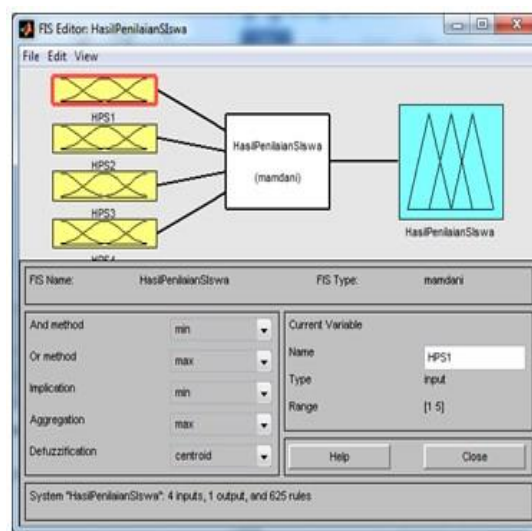 FIS Editor: HasilPenilaianSIswa
File Edit View
HPS1
HPS2
HPS3
HPS4
HasilPenilaianSIswa
(mamdani)
HasilPenilaianSIswa
FIS Name: HasilPenilaianSIswa FIS Type: mamdani
And method min
Or method max
Implication min
Aggregation max
Defuzzification centroid
Current Variable
Name HPS1
Type input
Range [1 5]
Help Close
System "HasilPenilaianSIswa": 4 inputs, 1 output, and 625 rules